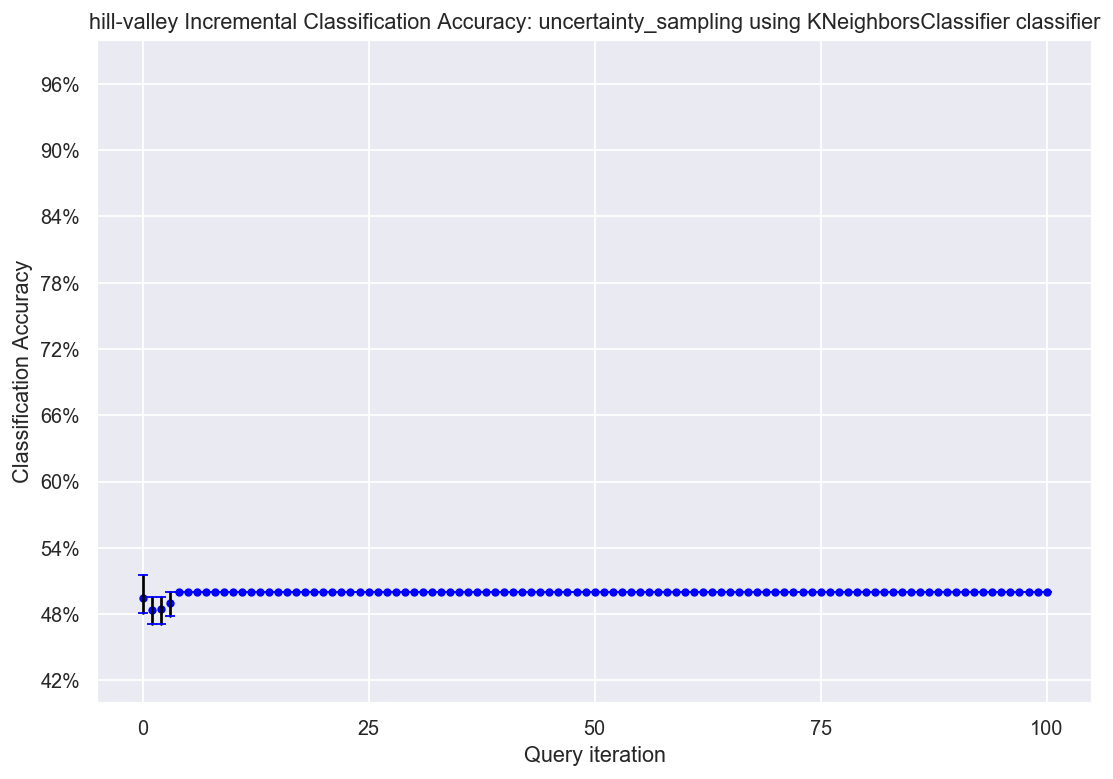 hill-valley Incremental Classification Accuracy: uncertainty_sampling using KNeighborsClassifier classifier
96%
90%
84%
78%
72%
66%
60%
54%
48%
42%
Classification Accuracy
0 25 50 75 100
Query iteration